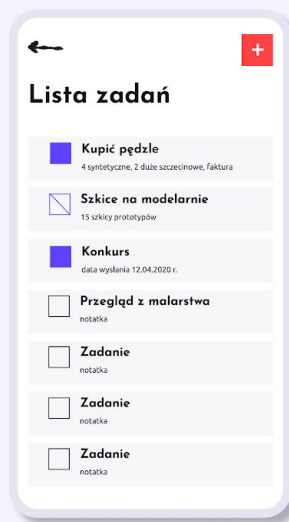 Lista zadań
Kupić pędzle
4 syntetyczne, 2 duże szczecinowe, faktura
Szkice na modelarnie
15 szkicy prototypów
Konkurs
data wysłania 12.04.2020 r.
Przegląd z malarstwa
notatka
Zadanie
notatka
Zadanie
notatka
Zadanie
notatka